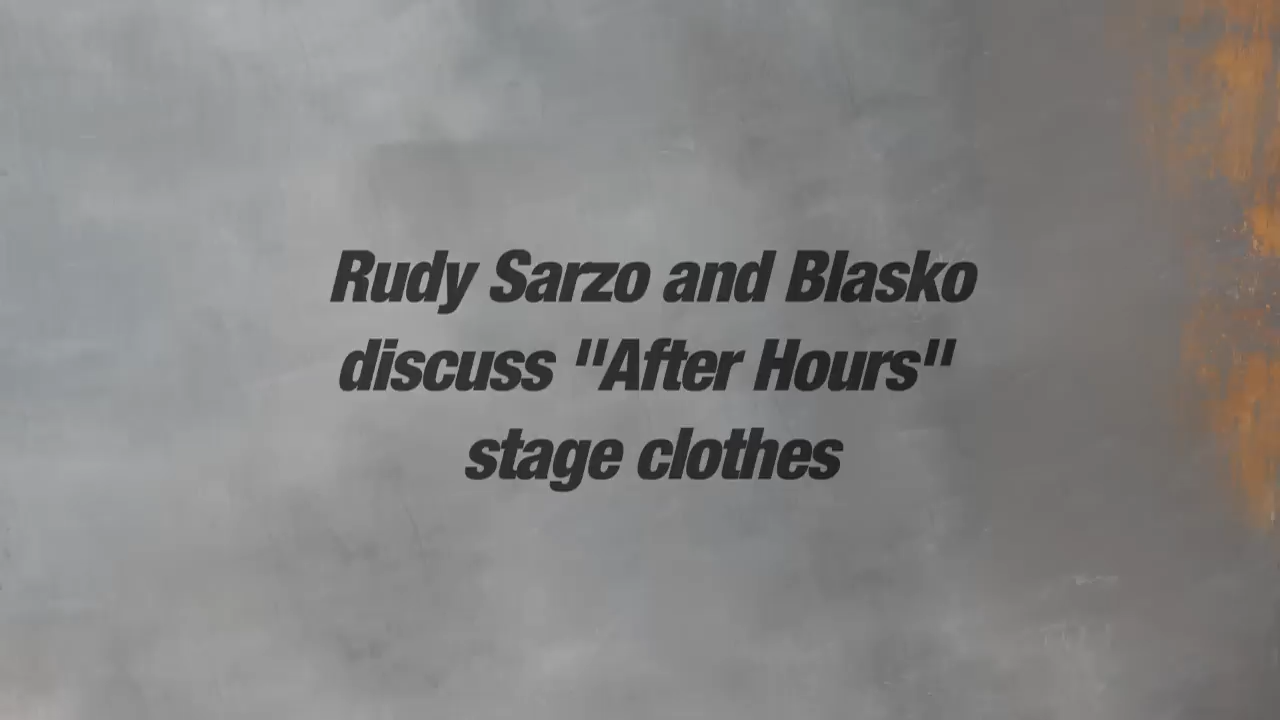 Rudy Sarzo and Blasko
discuss "After Hours"
stage clothes